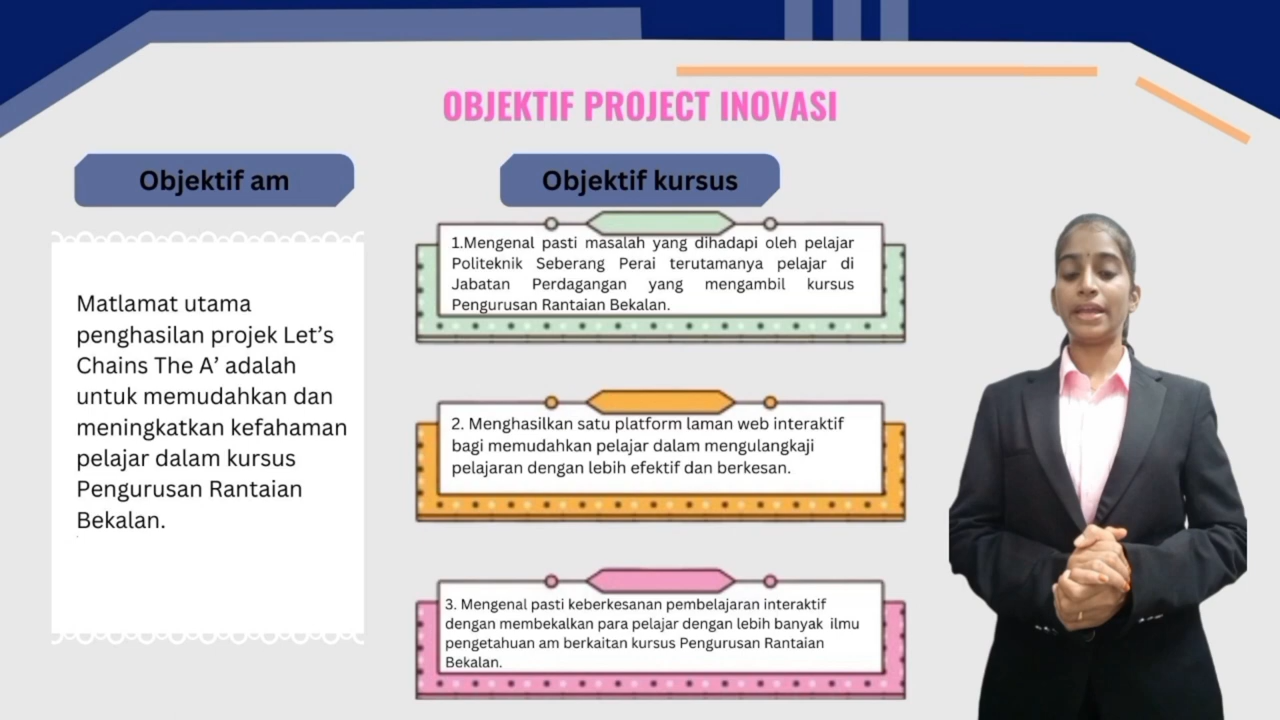 OBJEKTIF PROJECT INOVASI
Objektif am
Matlamat utama
penghasilan projek Let’s
Chains The A’ adalah
untuk memudahkan dan
meningkatkan kefahaman
pelajar dalam kursus
Pengurusan Rantaian
Bekalan.
Objektif kursus
1.Mengenal pasti masalah yang dihadapi oleh pelajar
Politeknik Seberang Perai terutamanya pelajar di
Jabatan Perdagangan yang mengambil kursus
Pengurusan Rantaian Bekalan.
2. Menghasilkan satu platform laman web interaktif
bagi memudahkan pelajar dalam mengulangkaji
pelajaran dengan lebih efektif dan berkesan.
3. Mengenal pasti keberkesanan pembelajaran interaktif
dengan membekalkan para pelajar dengan lebih banyak ilmu
pengetahuan am berkaitan kursus Pengurusan Rantaian
Bekalan.